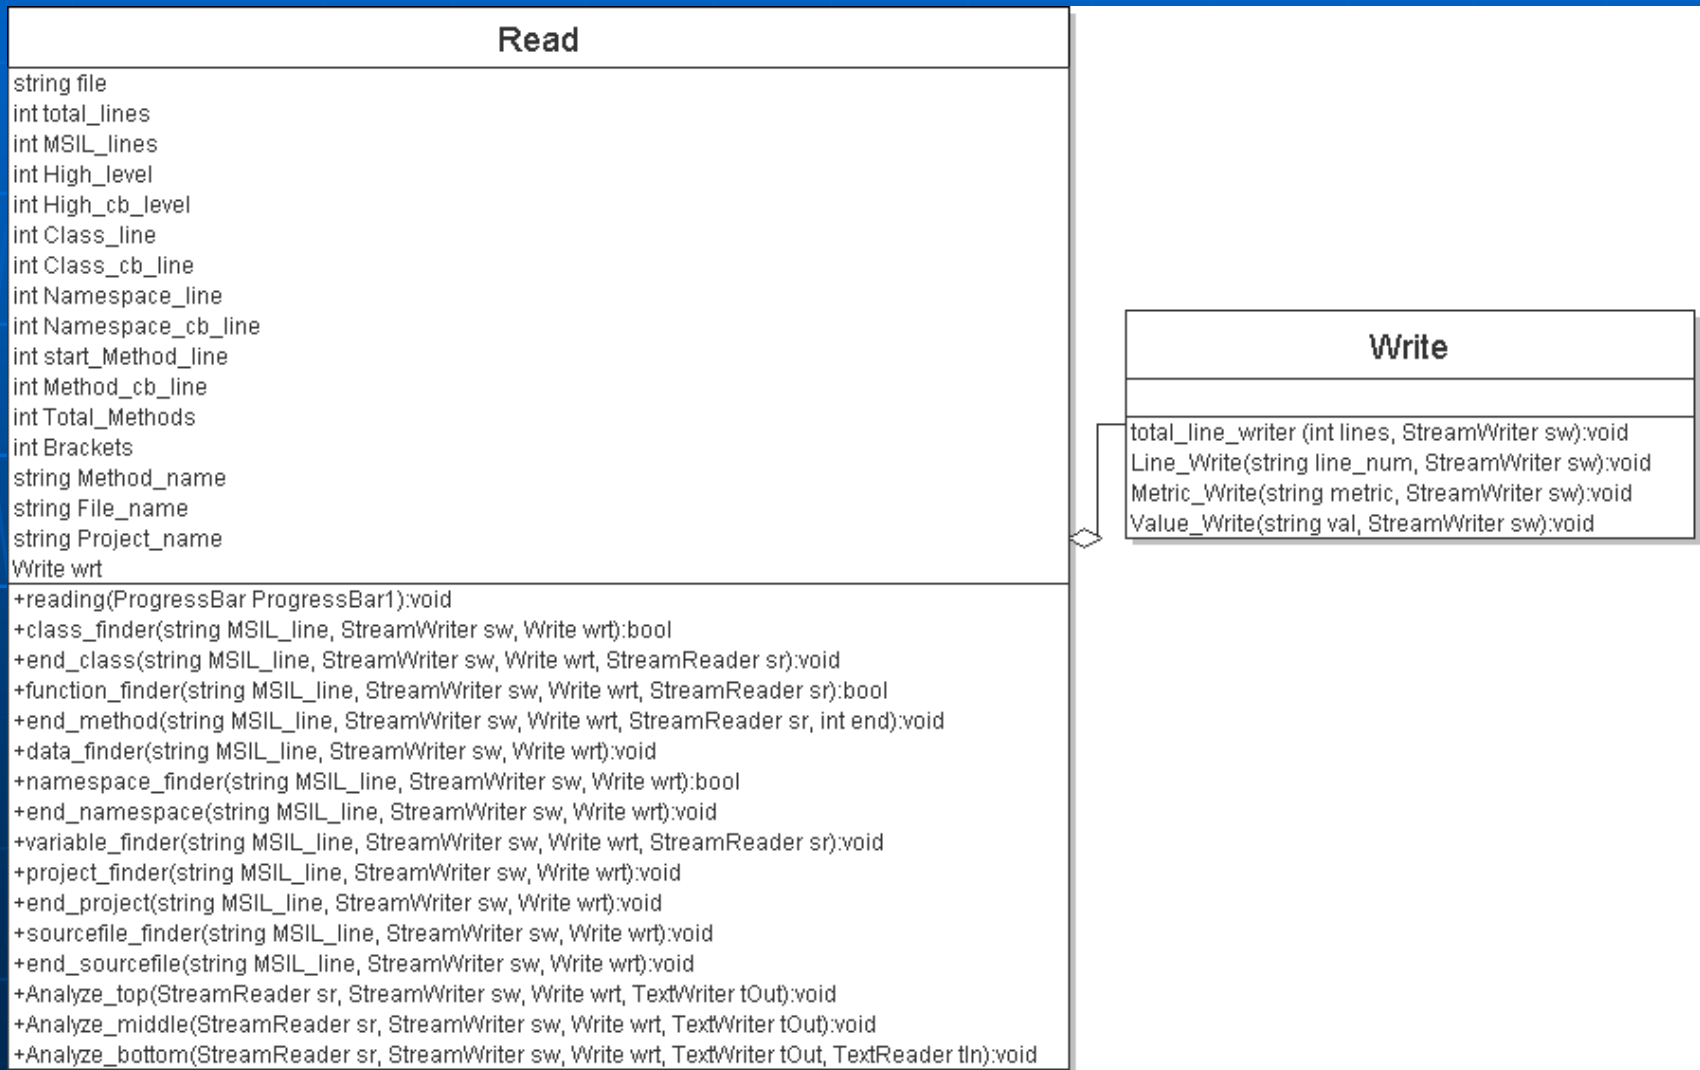 Read
string file
int total_lines
int MSIL_lines
int High_level
int High_cb_level
int Class_line
int Class_cb_line
int Namespace_line
int Namespace_cb_line
int start_Method_line
int Method_cb_line
int Total_Methods
int Brackets
string Method_name
string File_name
string Project_name
Write wrt
+reading(ProgressBar ProgressBar1):void
+class_finder(string MSIL_line, StreamWriter sw, Write wrt):bool
+end_class(string MSIL_line, StreamWriter sw, Write wrt, StreamReader sr):void
+function_finder(string MSIL_line, StreamWriter sw, Write wrt, StreamReader sr):bool
+end_method(string MSIL_line, StreamWriter sw, Write wrt, StreamReader sr, int end):void
+data_finder(string MSIL_line, StreamWriter sw, Write wrt):void
+namespace_finder(string MSIL_line, StreamWriter sw, Write wrt):bool
+end_namespace(string MSIL_line, StreamWriter sw, Write wrt):void
+variable_finder(string MSIL_line, StreamWriter sw, Write wrt, StreamReader sr):void
+project_finder(string MSIL_line, StreamWriter sw, Write wrt):void
+end_project(string MSIL_line, StreamWriter sw, Write wrt):void
+sourcefile_finder(string MSIL_line, StreamWriter sw, Write wrt):void
+end_sourcefile(string MSIL_line, StreamWriter sw, Write wrt):void
+Analyze_top(StreamReader sr, StreamWriter sw, Write wrt, TextWriter tOut):void
+Analyze_middle(StreamReader sr, StreamWriter sw, Write wrt, TextWriter tOut):void
+Analyze_bottom(StreamReader sr, StreamWriter sw, Write wrt, TextWriter tOut, TextReader tIn):void
Write
total_line_writer (int lines, StreamWriter sw):void
Line_Write(string line_num, StreamWriter sw):void
Metric_Write(string metric, StreamWriter sw):void
Value_Write(string val, StreamWriter sw):void